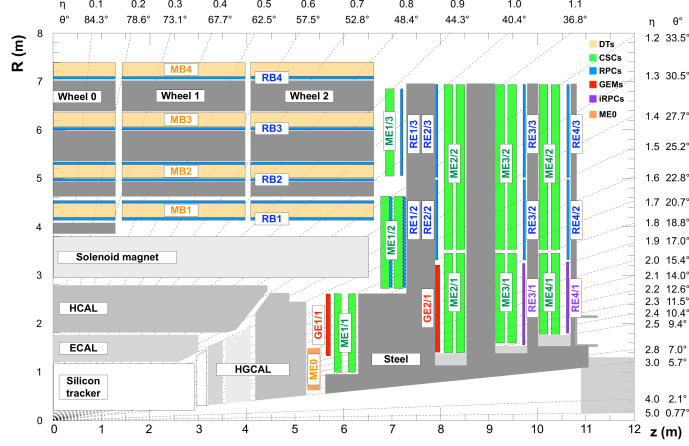 η 0.1 0.2 0.3 0.4 0.5 0.6 0.7 0.8 0.9 1.0 1.1 η θ°
θ° 84.3° 78.6° 73.1° 67.7° 62.5° 57.5° 52.8° 48.4° 44.3° 40.4° 36.8°
R (m)
8
7
6
5
4
3
2
1
0
1.2 33.5°
1.3 30.5°
1.4 27.7°
1.5 25.2°
1.6 22.8°
1.7 20.7°
1.8 18.8°
1.9 17.0°
2.0 15.4°
2.1 14.0°
2.2 12.6°
2.3 11.5°
2.4 10.4°
2.5 9.4°
2.8 7.0°
3.0 5.7°
4.0 2.1°
5.0 0.77°
DTs
CSCs
RPCs
GEMs
iRPCs
ME0
MB4
RB4
Wheel 0
Wheel 1
Wheel 2
MB3
RB3
MB2
RB2
MB1
RB1
Solenoid magnet
HCAL
ECAL
Silicon
tracker
HGCAL
Steel
ME0
GE1/1
ME1/1
ME1/2
ME1/3
RE1/3
RE2/3
RE1/2
RE2/2
GE2/1
ME2/2
ME2/1
ME3/2
ME3/1
RE3/3
RE3/2
RE3/1
ME4/2
ME4/1
RE4/3
RE4/2
RE4/1
0 1 2 3 4 5 6 7 8 9 10 11 12 z (m)